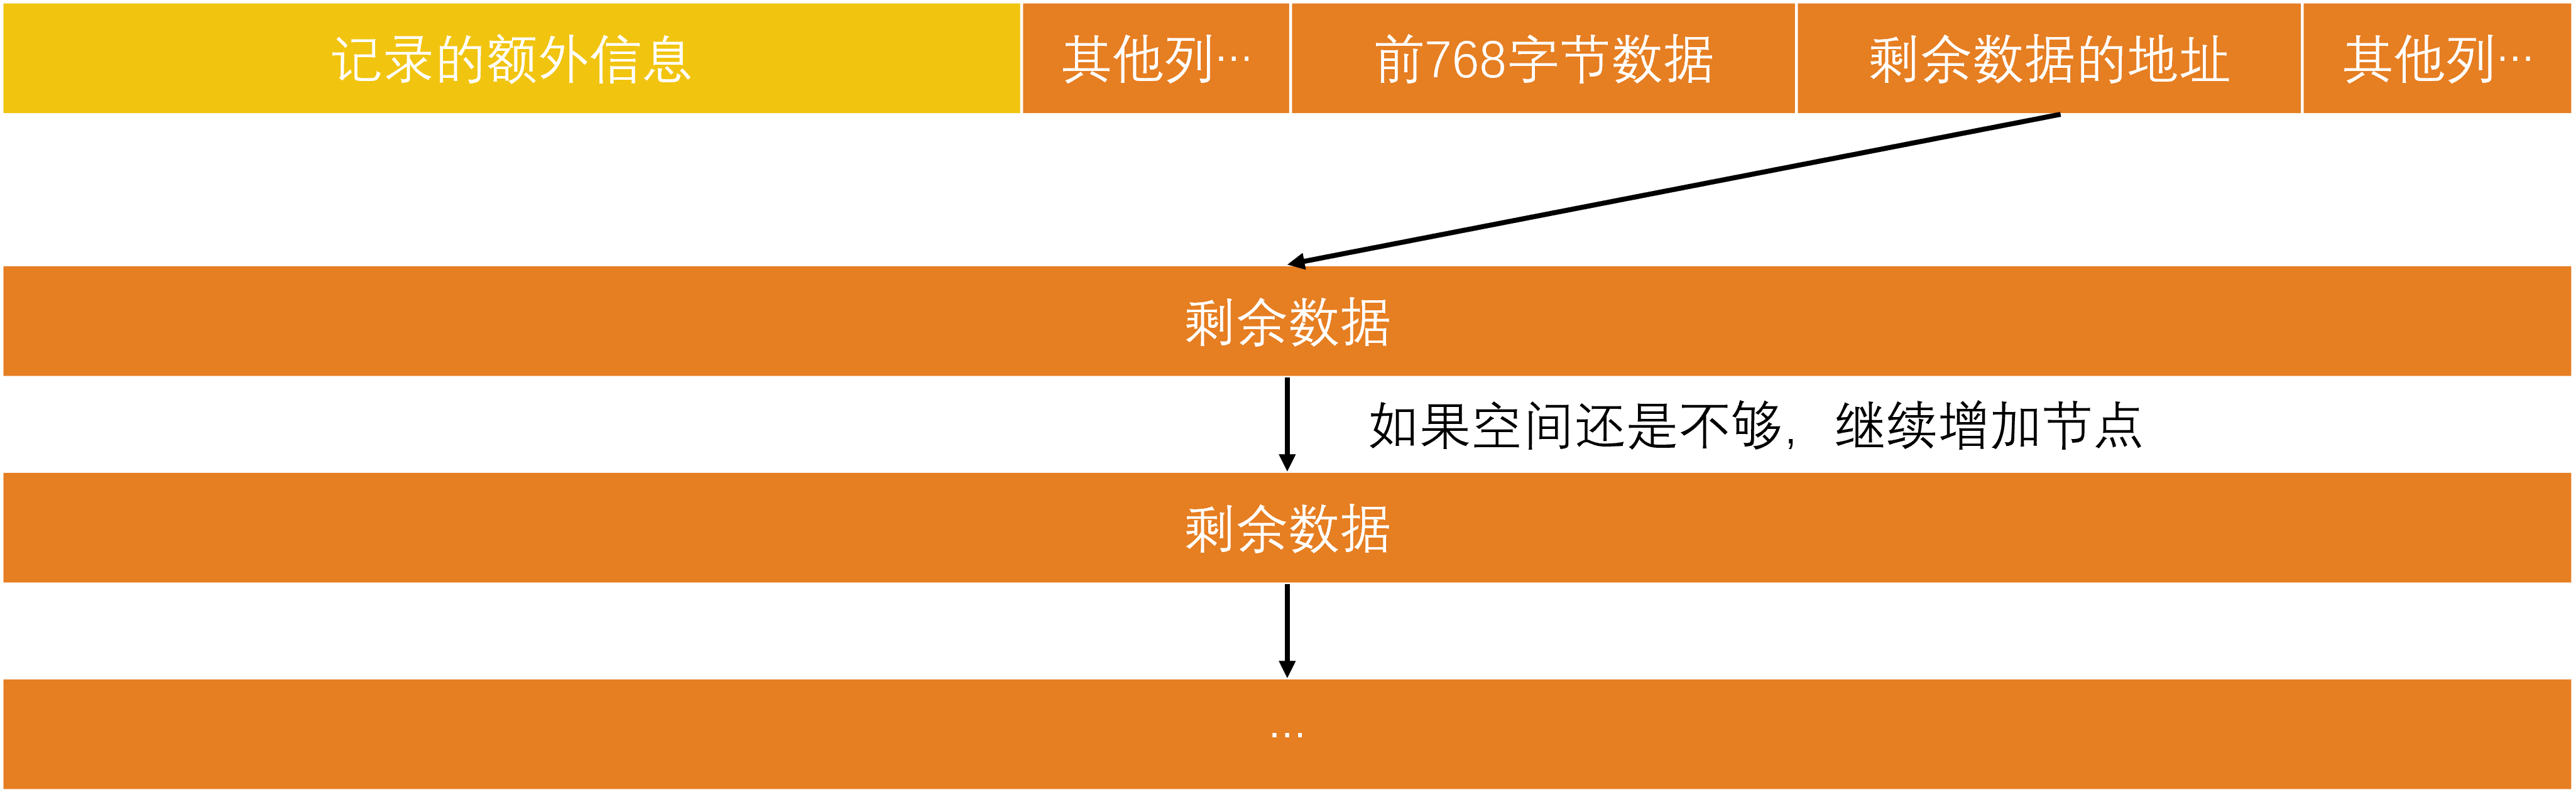 记录的额外信息 其他列… 前768字节数据 剩余数据的地址 其他列…
剩余数据
如果空间还是不够，继续增加节点
剩余数据
…